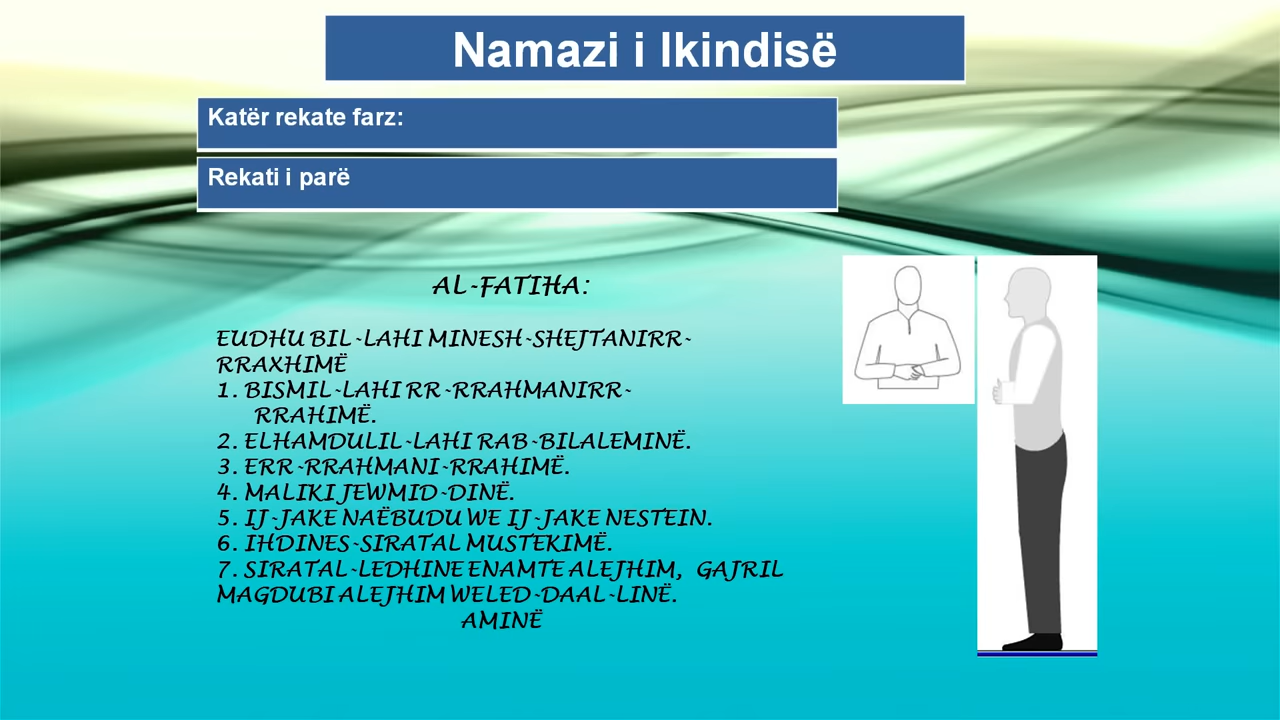 Namazi i Ikindisë
Katër rekate farz:
Rekati i parë
AL-FATIHA:
EUDHU BIL-LAHI MINESH-SHEJTANIRR-
RRAXHIMË
1. BISMIL-LAHI RR-RRAHMANIRR-
RRAHIMË.
2. ELHAMDULIL-LAHI RAB-BILALEMINË.
3. ERR-RRAHMANI-RRAHIMË.
4. MALIKI JEWMID-DINË.
5. IJ-JAKE NAËBUDU WE IJ-JAKE NESTEIN.
6. IHDINES-SIRATAL MUSTEKIMË.
7. SIRATAL-LEDHINE ENAMTE ALEJHIM, GAJRIL
MAGDUBI ALEJHIM WELED-DAAL-LINË.
AMINË